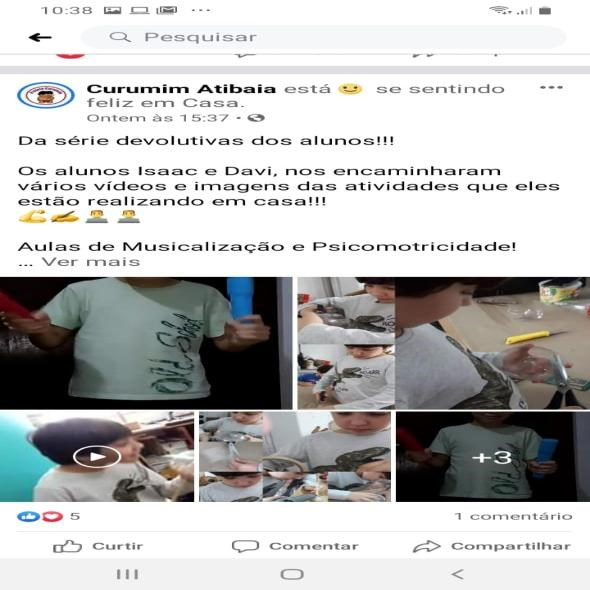 10:38
Pesquisar
Curumim Atibaia está 🙂 se sentindo
feliz em Casa.
Ontem às 15:37 •
Da série devolutivas dos alunos!!!
Os alunos Isaac e Davi, nos encaminharam
vários vídeos e imagens das atividades que eles
estão realizando em casa!!!
💪✍👨‍💻👨‍💻
Aulas de Musicalização e Psicomotricidade!
... Ver mais
Old School
+3
5
1 comentário
Curtir
Comentar
Compartilhar